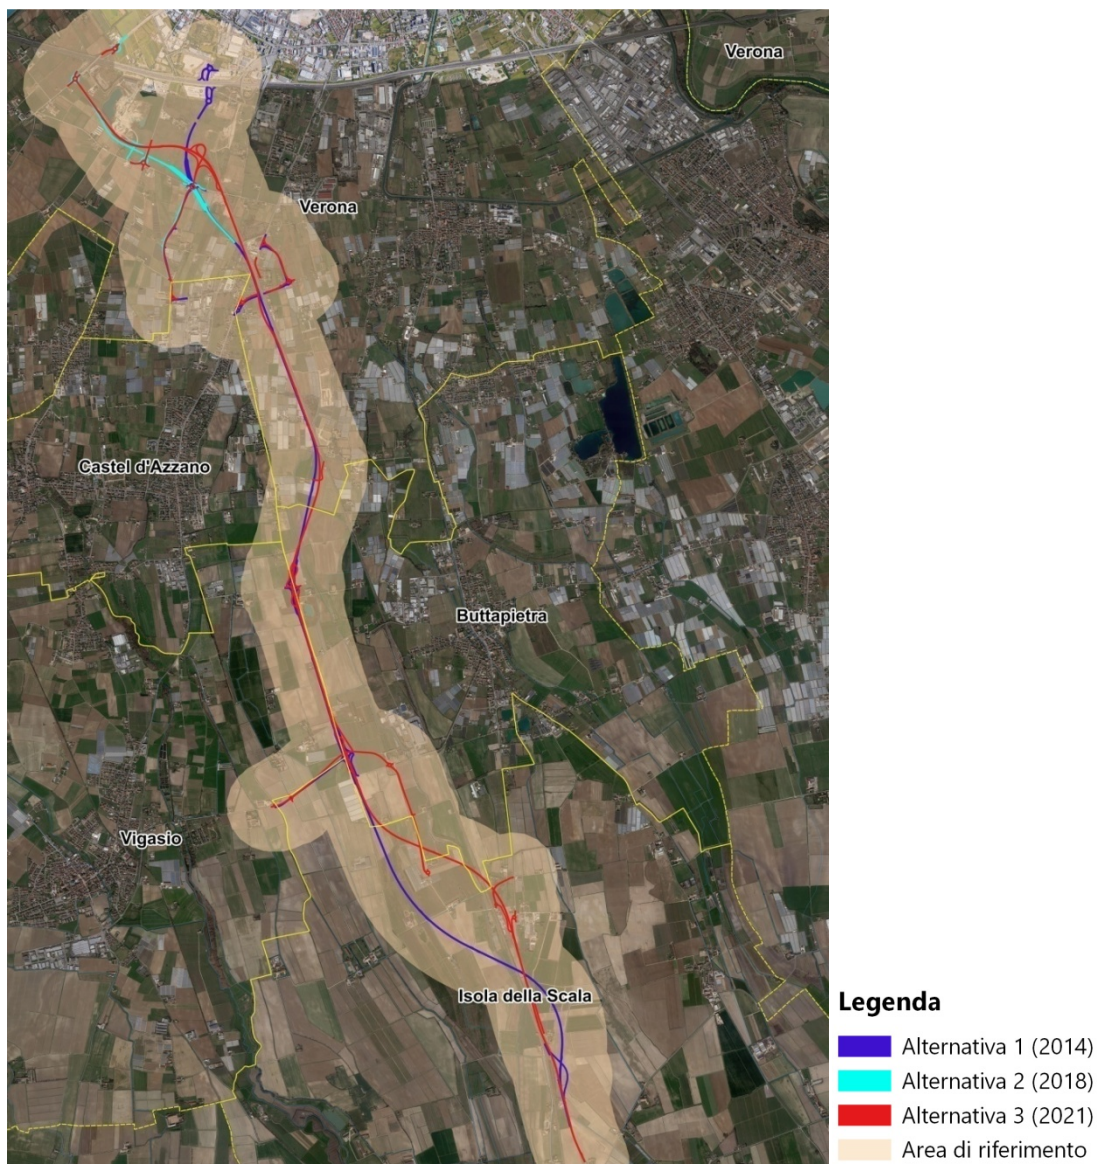 Verona
Verona
Castel d'Azzano
Buttapietra
Vigasio
Isola della Scala
Legenda
Alternativa 1 (2014)
Alternativa 2 (2018)
Alternativa 3 (2021)
Area di riferimento